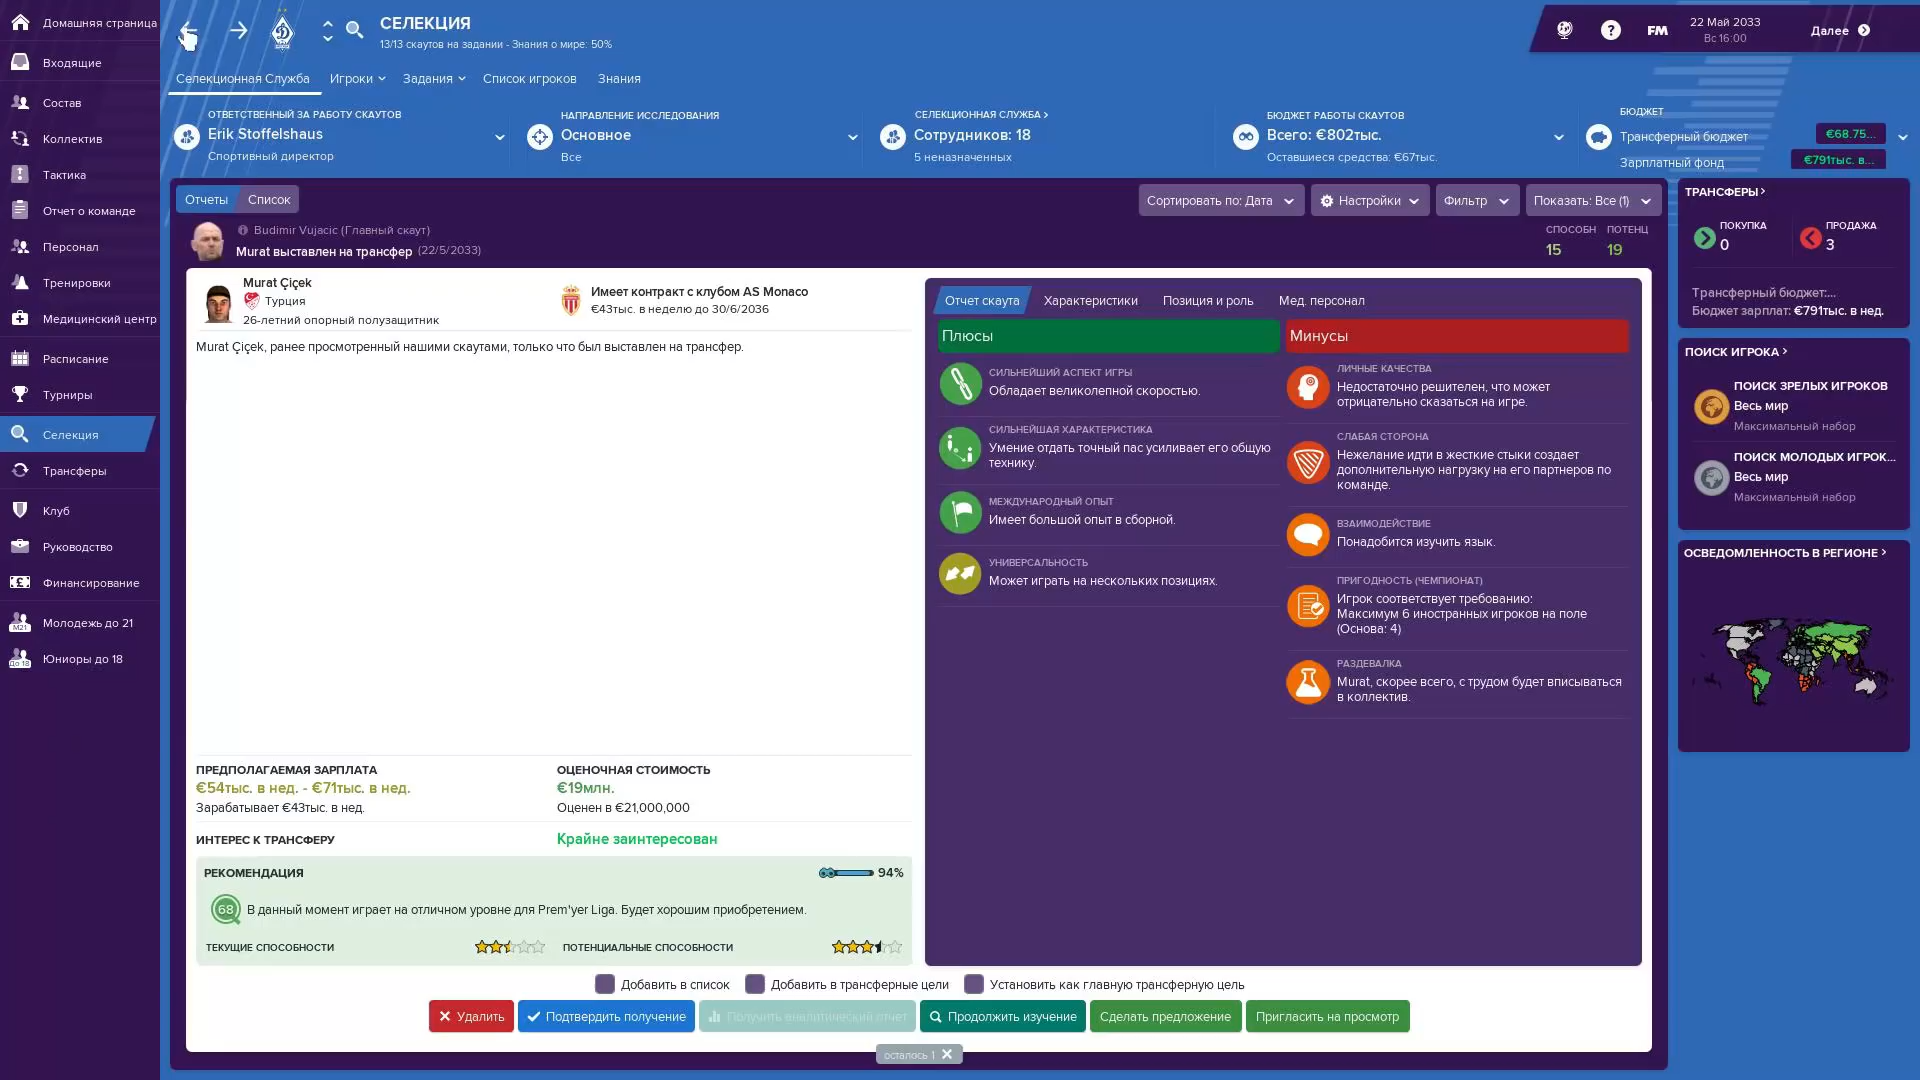 Домашняя страница
Входящие
Состав
Коллектив
Тактика
Отчет о команде
Персонал
Тренировки
Медицинский центр
Расписание
Турниры
Селекция
Трансферы
Клуб
Руководство
Финансирование
М21
Молодежь до 21
До 18
Юниоры до 18
СЕЛЕКЦИЯ
13/13 скаутов на задании - Знания о мире: 50%
FM
22 Май 2033
Вс 16:00
Далее
Селекционная Служба
Игроки
Задания
Список игроков
Знания
ОТВЕТСТВЕННЫЙ ЗА РАБОТУ СКАУТОВ
Erik Stoffelshaus
Спортивный директор
НАПРАВЛЕНИЕ ИССЛЕДОВАНИЯ
Основное
Все
СЕЛЕКЦИОННАЯ СЛУЖБА >
Сотрудников: 18
5 неназначенных
БЮДЖЕТ РАБОТЫ СКАУТОВ
Всего: €802тыс.
Оставшиеся средства: €67тыс.
БЮДЖЕТ
Трансферный бюджет
€68.75...
Зарплатный фонд
€791тыс. в...
Отчеты
Список
Сортировать по: Дата
Настройки
Фильтр
Показать: Все (1)
Budimir Vujacic (Главный скаут)
Murat выставлен на трансфер (22/5/2033)
СПОСОБН
15
ПОТЕНЦ
19
Murat Çiçek
Турция
26-летний опорный полузащитник
Имеет контракт с клубом AS Monaco
€43тыс. в неделю до 30/6/2036
Murat Çiçek, ранее просмотренный нашими скаутами, только что был выставлен на трансфер.
ПРЕДПОЛАГАЕМАЯ ЗАРПЛАТА
€54тыс. в нед. - €71тыс. в нед.
Зарабатывает €43тыс. в нед.
ОЦЕНОЧНАЯ СТОИМОСТЬ
€19млн.
Оценен в €21,000,000
ИНТЕРЕС К ТРАНСФЕРУ
Крайне заинтересован
РЕКОМЕНДАЦИЯ
94%
68
В данный момент играет на отличном уровне для Prem'yer Liga. Будет хорошим приобретением.
ТЕКУЩИЕ СПОСОБНОСТИ
ПОТЕНЦИАЛЬНЫЕ СПОСОБНОСТИ
Отчет скаута
Характеристики
Позиция и роль
Мед. персонал
Плюсы
СИЛЬНЕЙШИЙ АСПЕКТ ИГРЫ
Обладает великолепной скоростью.
СИЛЬНЕЙШАЯ ХАРАКТЕРИСТИКА
Умение отдать точный пас усиливает его общую
технику.
МЕЖДУНАРОДНЫЙ ОПЫТ
Имеет большой опыт в сборной.
УНИВЕРСАЛЬНОСТЬ
Может играть на нескольких позициях.
Минусы
ЛИЧНЫЕ КАЧЕСТВА
Недостаточно решителен, что может
отрицательно сказаться на игре.
СЛАБАЯ СТОРОНА
Нежелание идти в жесткие стыки создает
дополнительную нагрузку на его партнеров по
команде.
ВЗАИМОДЕЙСТВИЕ
Понадобится изучить язык.
ПРИГОДНОСТЬ (ЧЕМПИОНАТ)
Игрок соответствует требованию:
Максимум 6 иностранных игроков на поле
(Основа: 4)
РАЗДЕВАЛКА
Murat, скорее всего, с трудом будет вписываться
в коллектив.
Добавить в список
Добавить в трансферные цели
Установить как главную трансферную цель
Удалить
Подтвердить получение
Получить аналитический отчет
Продолжить изучение
Сделать предложение
Пригласить на просмотр
осталось 1
ТРАНСФЕРЫ >
ПОКУПКА
0
ПРОДАЖА
3
Трансферный бюджет:...
Бюджет зарплат: €791тыс. в нед.
ПОИСК ИГРОКА >
ПОИСК ЗРЕЛЫХ ИГРОКОВ
Весь мир
Максимальный набор
ПОИСК МОЛОДЫХ ИГРОК...
Весь мир
Максимальный набор
ОСВЕДОМЛЕННОСТЬ В РЕГИОНЕ >